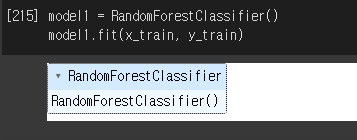 [215] model1 = RandomForestClassifier()
model1.fit(x_train, y_train)
▾ RandomForestClassifier
RandomForestClassifier()